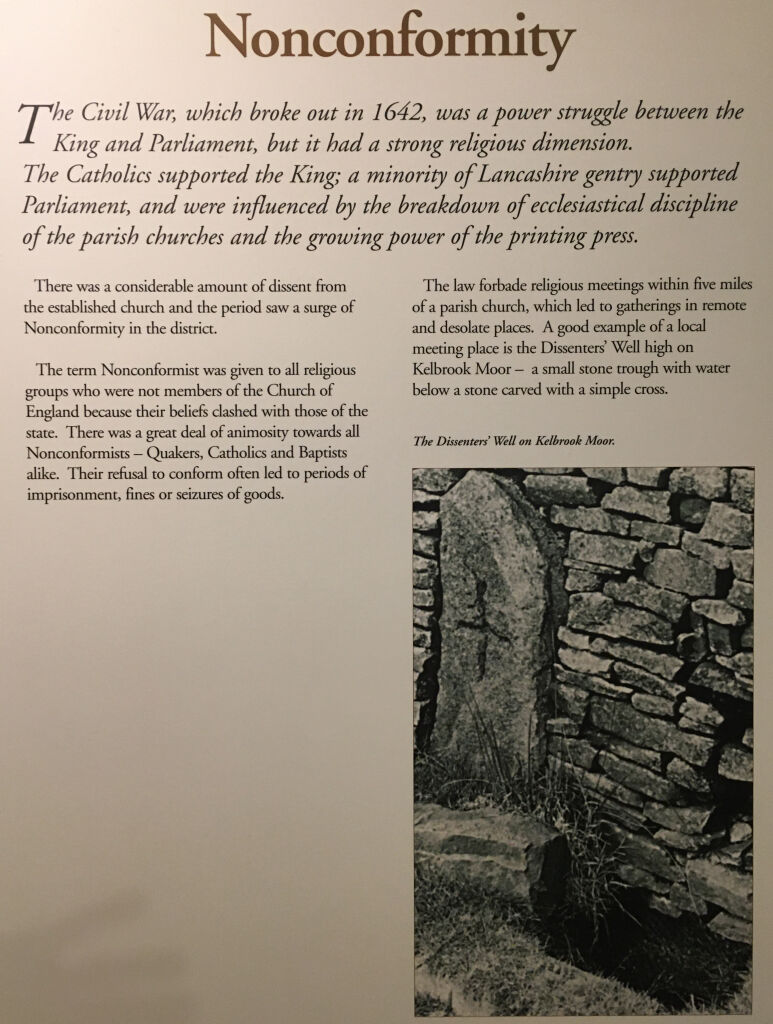 Nonconformity
The Civil War, which broke out in 1642, was a power struggle between the
King and Parliament, but it had a strong religious dimension.
The Catholics supported the King; a minority of Lancashire gentry supported
Parliament, and were influenced by the breakdown of ecclesiastical discipline
of the parish churches and the growing power of the printing press.
There was a considerable amount of dissent from
the established church and the period saw a surge of
Nonconformity in the district.
The term Nonconformist was given to all religious
groups who were not members of the Church of
England because their beliefs clashed with those of the
state. There was a great deal of animosity towards all
Nonconformists – Quakers, Catholics and Baptists
alike. Their refusal to conform often led to periods of
imprisonment, fines or seizures of goods.
The law forbade religious meetings within five miles
of a parish church, which led to gatherings in remote
and desolate places. A good example of a local
meeting place is the Dissenters' Well high on
Kelbrook Moor – a small stone trough with water
below a stone carved with a simple cross.
The Dissenters' Well on Kelbrook Moor.